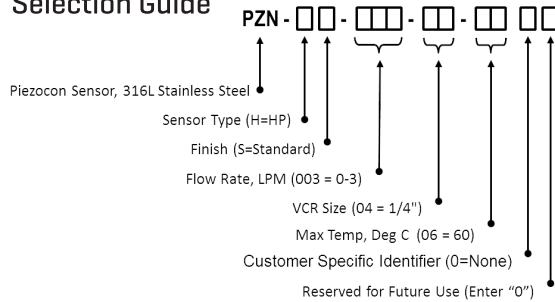 Selection Guide
PZN - - - -
Piezocon Sensor, 316L Stainless Steel
Sensor Type (H=HP)
Finish (S=Standard)
Flow Rate, LPM (003 = 0-3)
VCR Size (04 = 1/4")
Max Temp, Deg C (06 = 60)
Customer Specific Identifier (0=None)
Reserved for Future Use (Enter “0”)